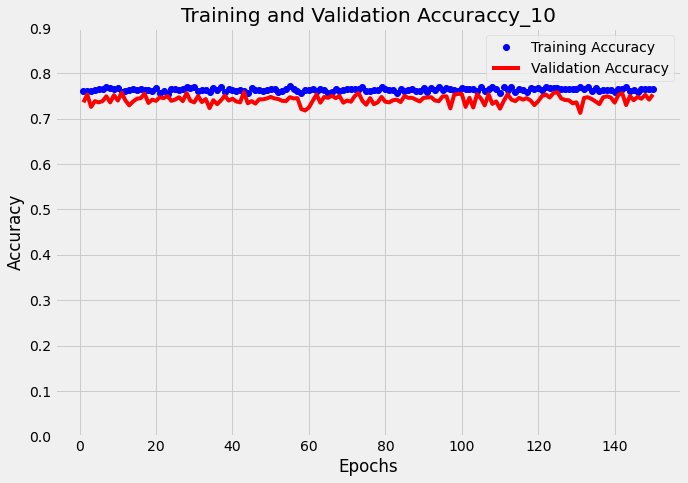 Training and Validation Accuraccy_10
Training Accuracy
Validation Accuracy
0.9
0.8
0.7
0.6
0.5
0.4
0.3
0.2
0.1
0.0
Accuracy
0 20 40 60 80 100 120 140
Epochs